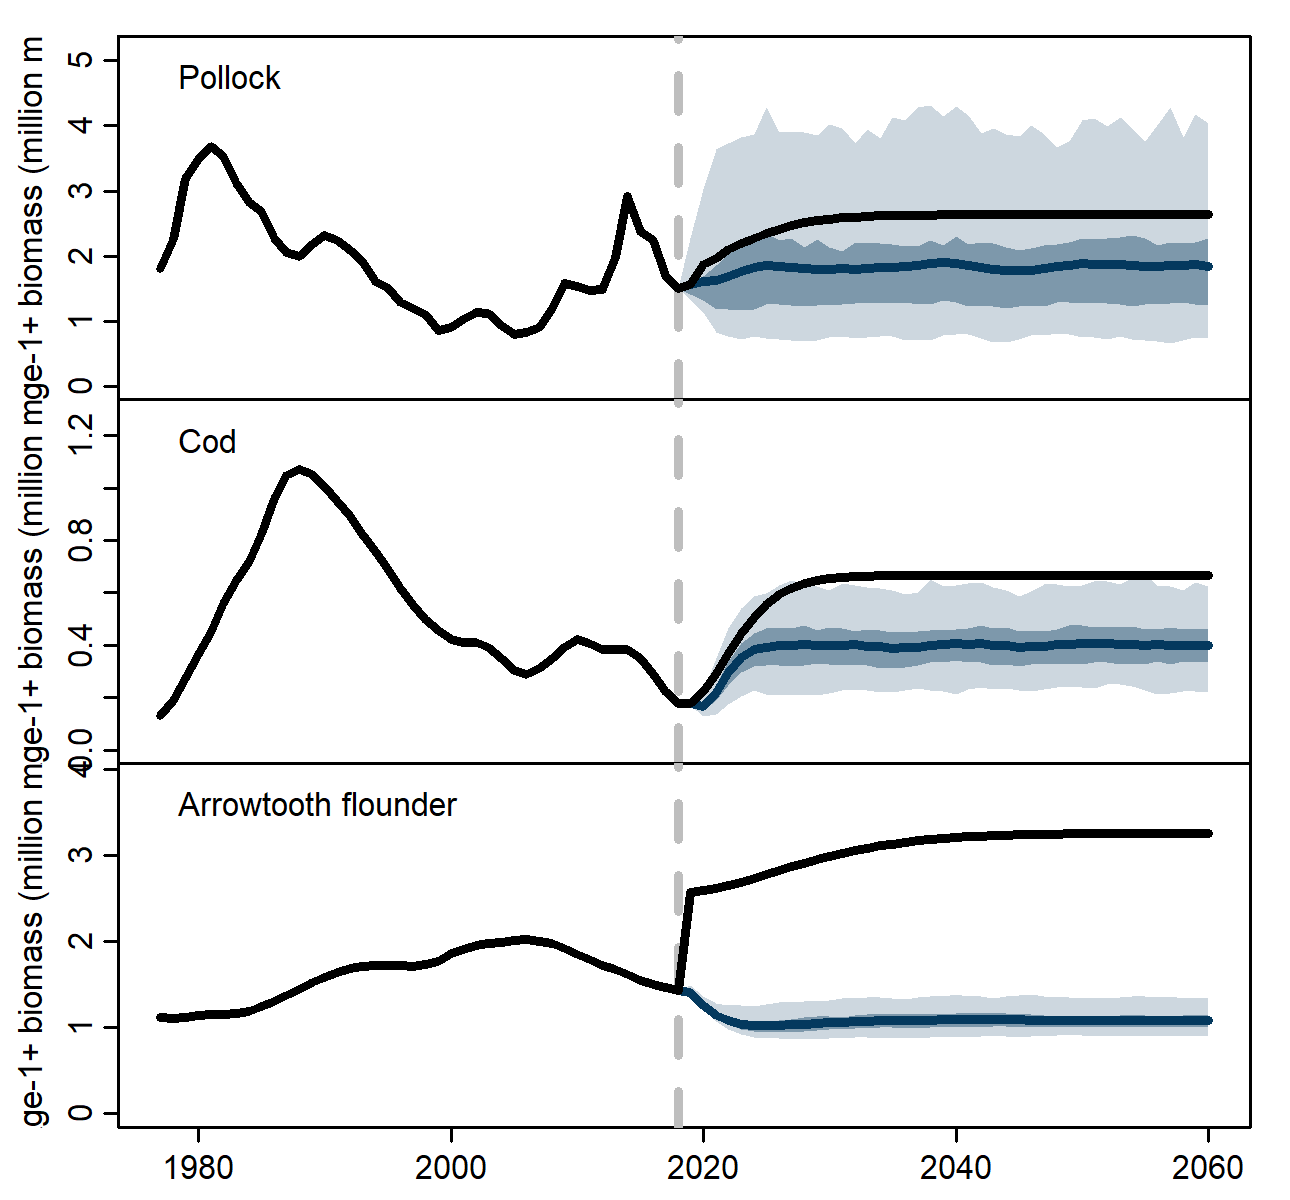 ge-1+ biomass (million m
5
4
3
2
1
0
Pollock
ge-1+ biomass (million m
1.2
0.8
0.4
0.0
Cod
ge-1+ biomass (million m
4
3
2
1
0
Arrowtooth flounder
1980 2000 2020 2040 2060